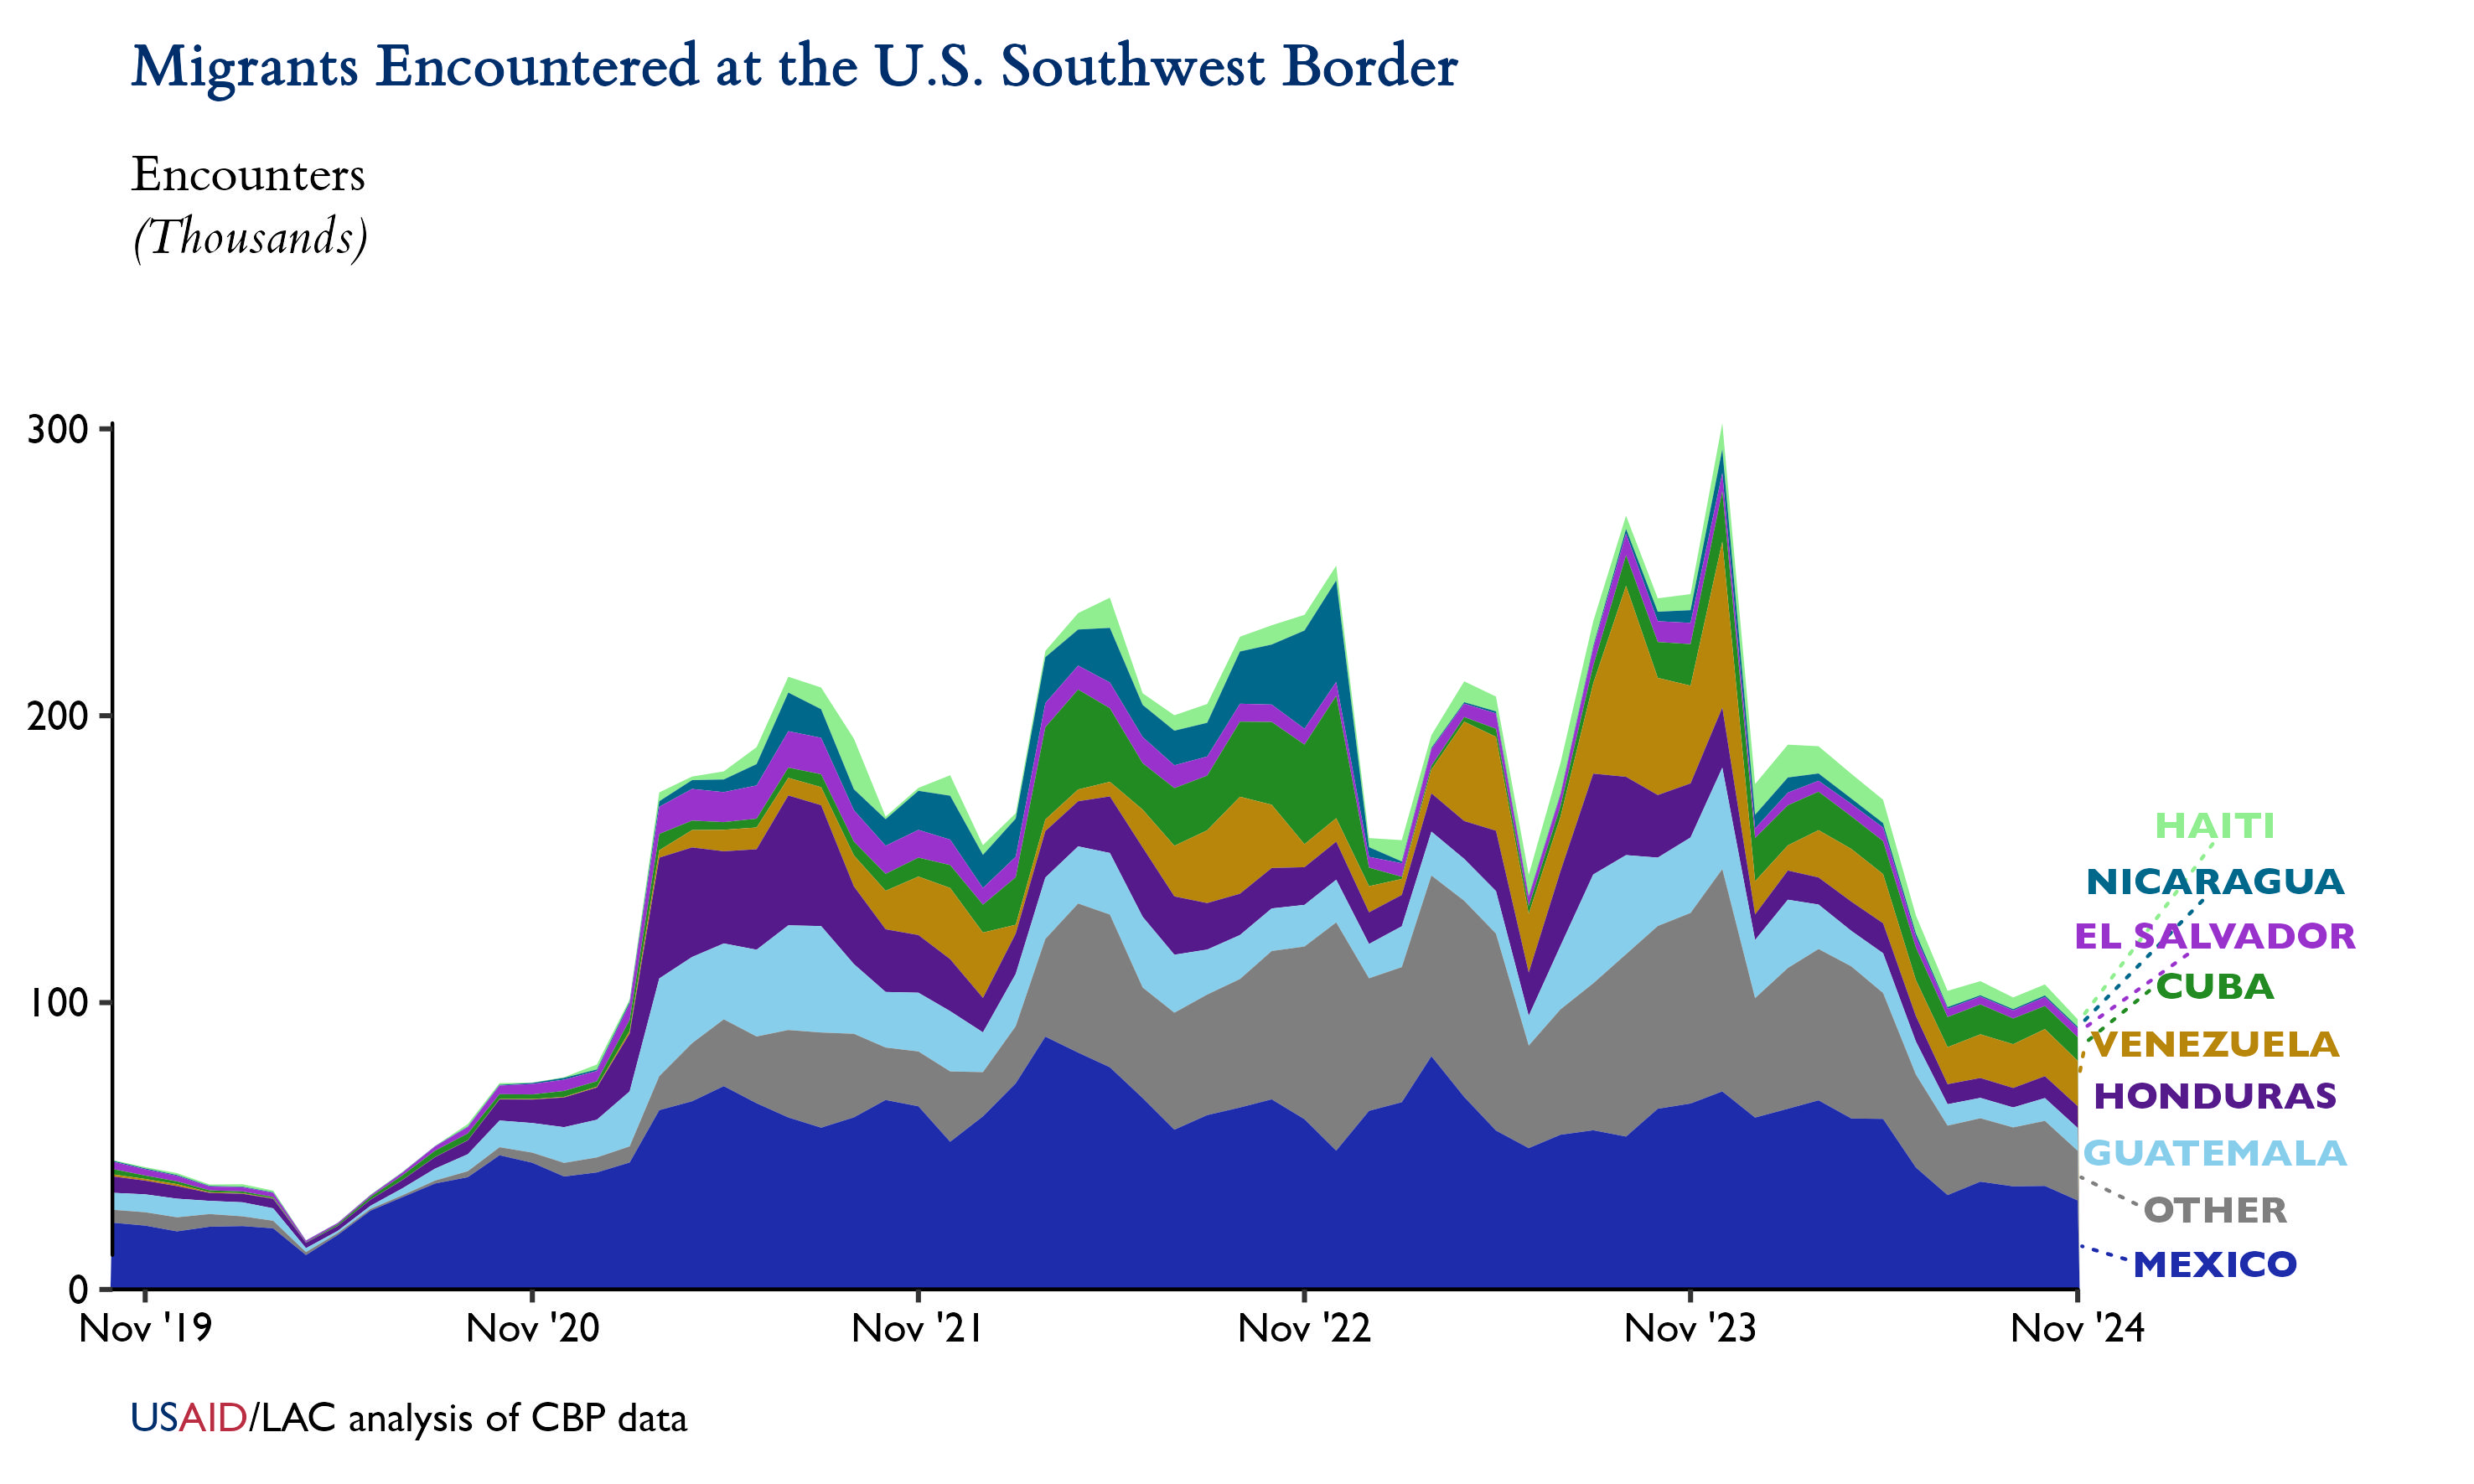 Migrants Encountered at the U.S. Southwest Border
Encounters
(Thousands)
300
200
100
0
Nov '19
Nov '20
Nov '21
Nov '22
Nov '23
Nov '24
HAITI
NICARAGUA
EL SALVADOR
CUBA
VENEZUELA
HONDURAS
GUATEMALA
OTHER
MEXICO
USAID/LAC analysis of CBP data